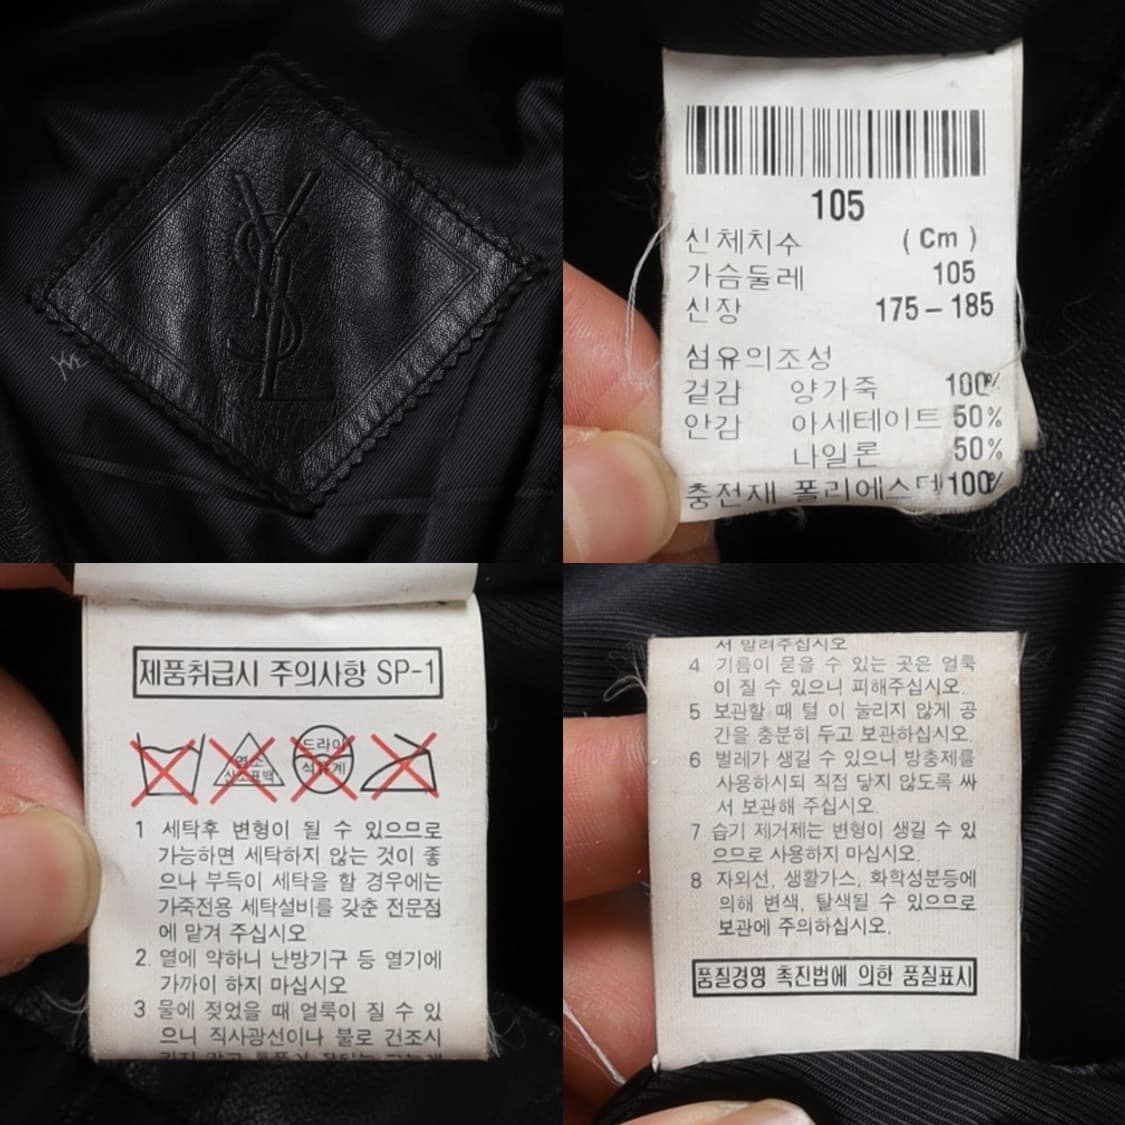 YSL
105
신체치수 ( Cm )
가슴둘레 105
신장 175-185
섬유의조성
겉감 양가죽 100%
안감 아세테이트 50%
나일론 50%
충전재 폴리에스텔 100%
제품취급시 주의사항 SP-1
드라이
석유계
염소
산소표백
1 세탁후 변형이 될 수 있으므로
가능하면 세탁하지 않는 것이 좋
으나 부득이 세탁을 할 경우에는
가죽전용 세탁설비를 갖춘 전문점
에 맡겨 주십시오
2. 열에 약하니 난방기구 등 열기에
가까이 하지 마십시오
3 물에 젖었을 때 얼룩이 질 수 있
으니 직사광선이나 불로 건조시
서 말려주십시오
4 기름이 묻을 수 있는 곳은 얼룩
이 질 수 있으니 피해주십시오.
5 보관할 때 털 이 눌리지 않게 공
간을 충분히 두고 보관하십시오.
6 벌레가 생길 수 있으니 방충제를
사용하시되 직접 닿지 않도록 싸
서 보관해 주십시오.
7 습기 제거제는 변형이 생길 수 있
으므로 사용하지 마십시오.
8 자외선, 생활가스, 화학성분등에
의해 변색, 탈색될 수 있으므로
보관에 주의하십시오.
품질경영 촉진법에 의한 품질표시